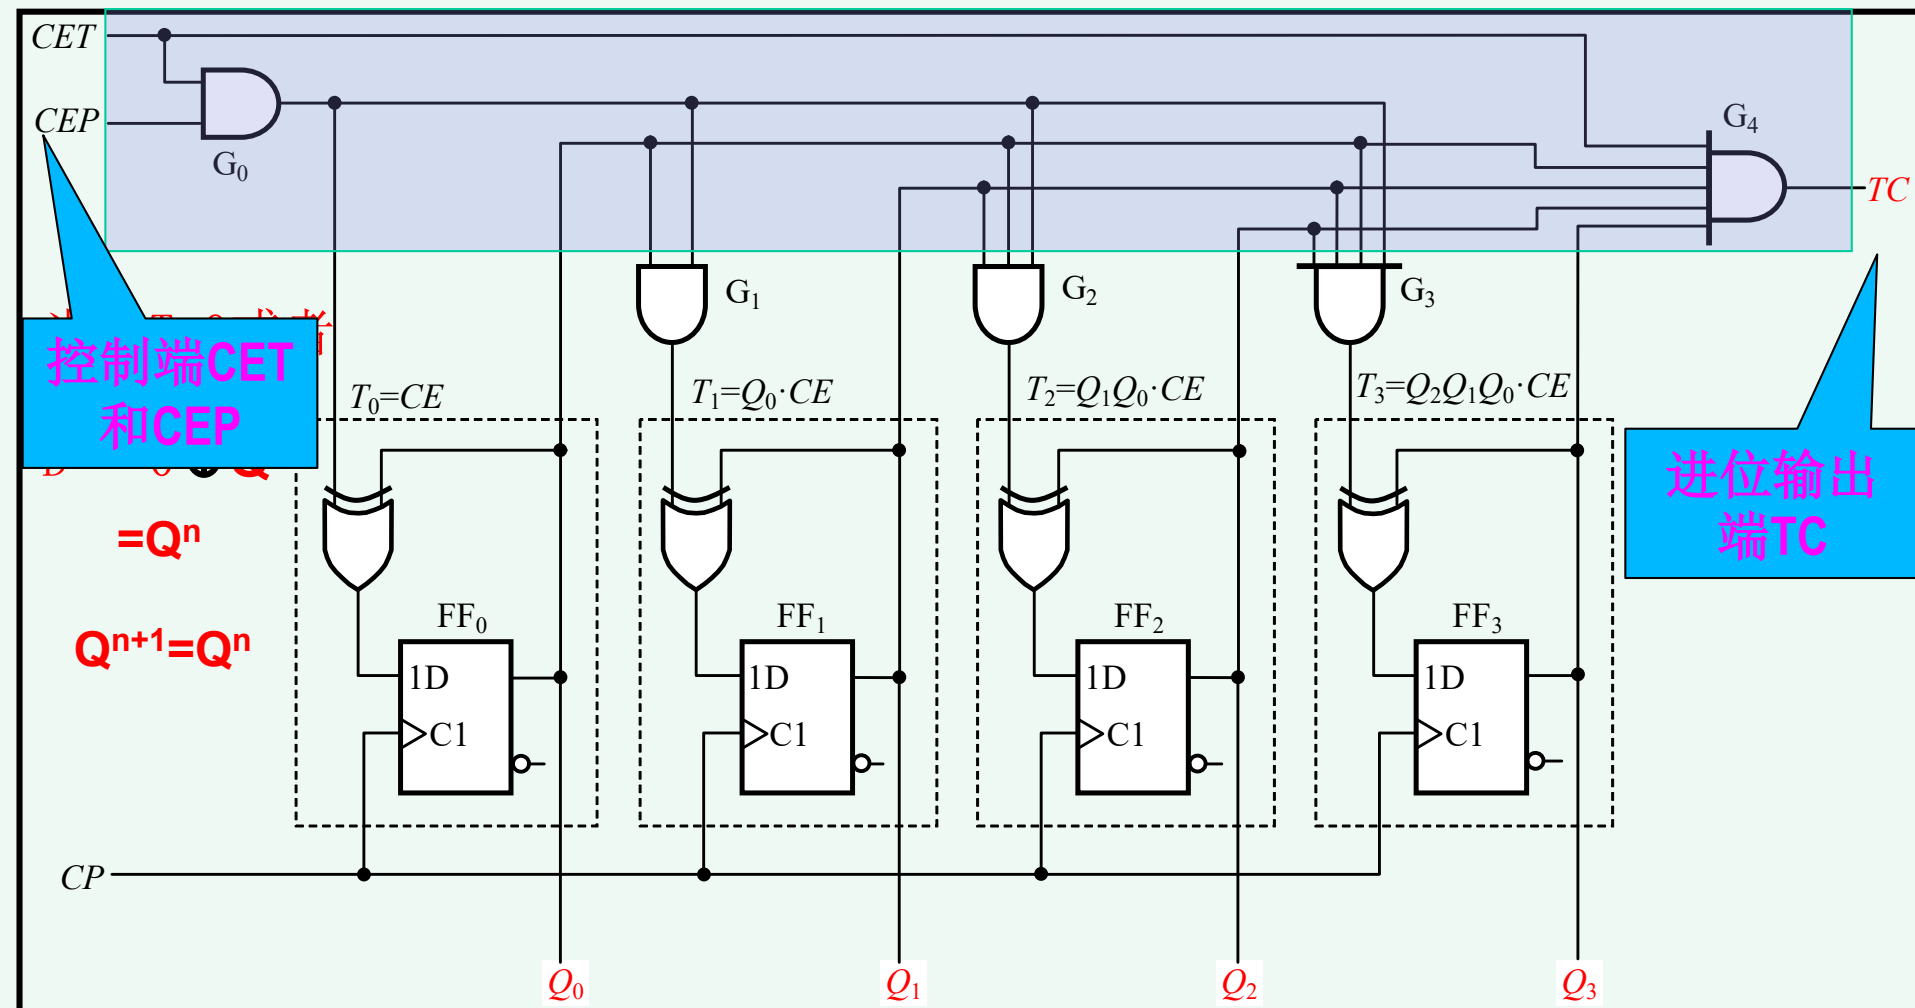 CET
CEP
G₀
G₄
TC
G₁
G₂
G₃
控制端CET
和CEP
T₀=CE
T₁=Q₀·CE
T₂=Q₁Q₀·CE
T₃=Q₂Q₁Q₀·CE
进位输出
端TC
=Qⁿ
Qⁿ⁺¹=Qⁿ
FF₀
FF₁
FF₂
FF₃
1D
1D
1D
1D
C1
C1
C1
C1
CP
Q₀
Q₁
Q₂
Q₃